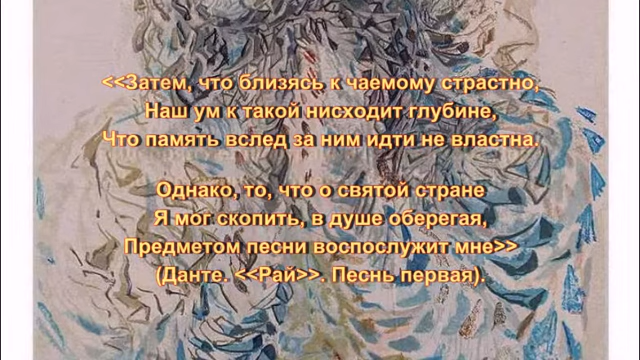 <<Затем, что близясь к чаемому страстно,
Наш ум к такой нисходит глубине,
Что память вслед за ним идти не властна.
Однако, то, что о святой стране
Я мог скопить, в душе оберегая,
Предметом песни воспослужит мне>>
(Данте. <<Рай>>. Песнь первая).